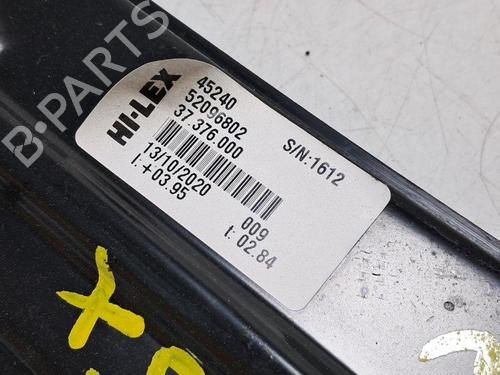 HI-LEX
45240
52096802
37.376.000
S/N:1612
13/10/2020
I: +03.95
009
t: 02.84
X
B-PARTS